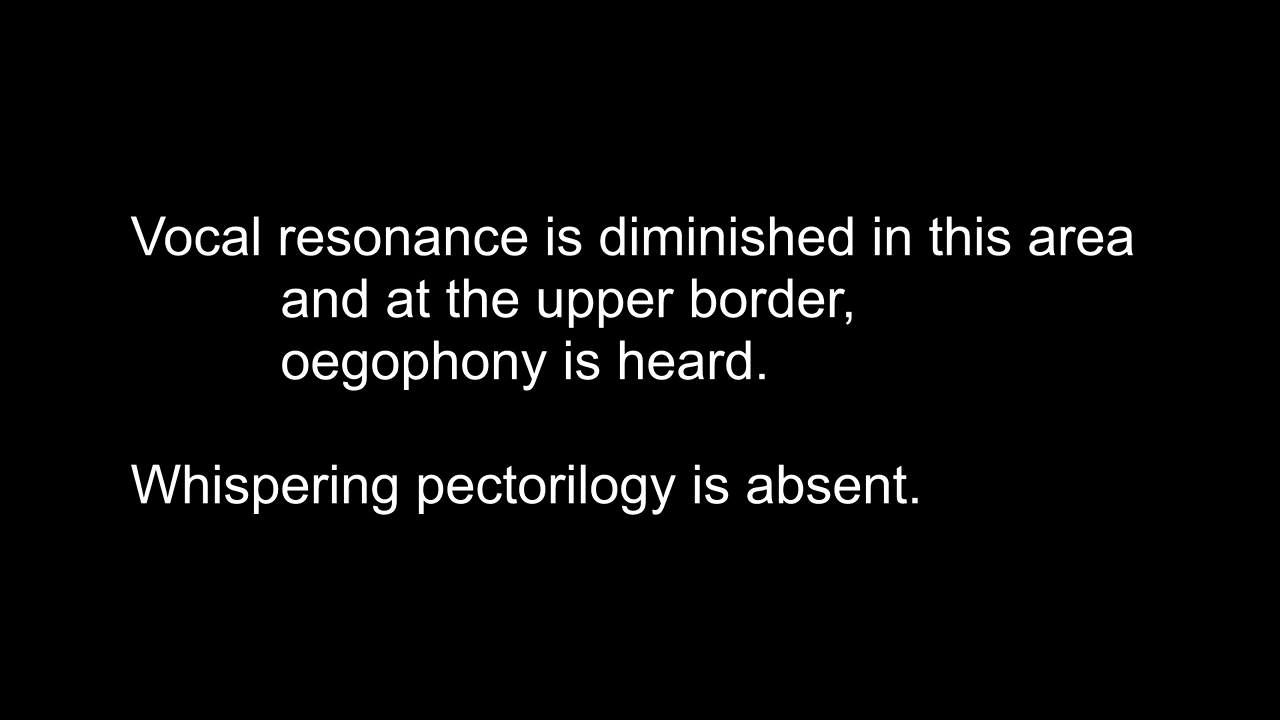 Vocal resonance is diminished in this area
and at the upper border,
oegophony is heard.
Whispering pectorilogy is absent.